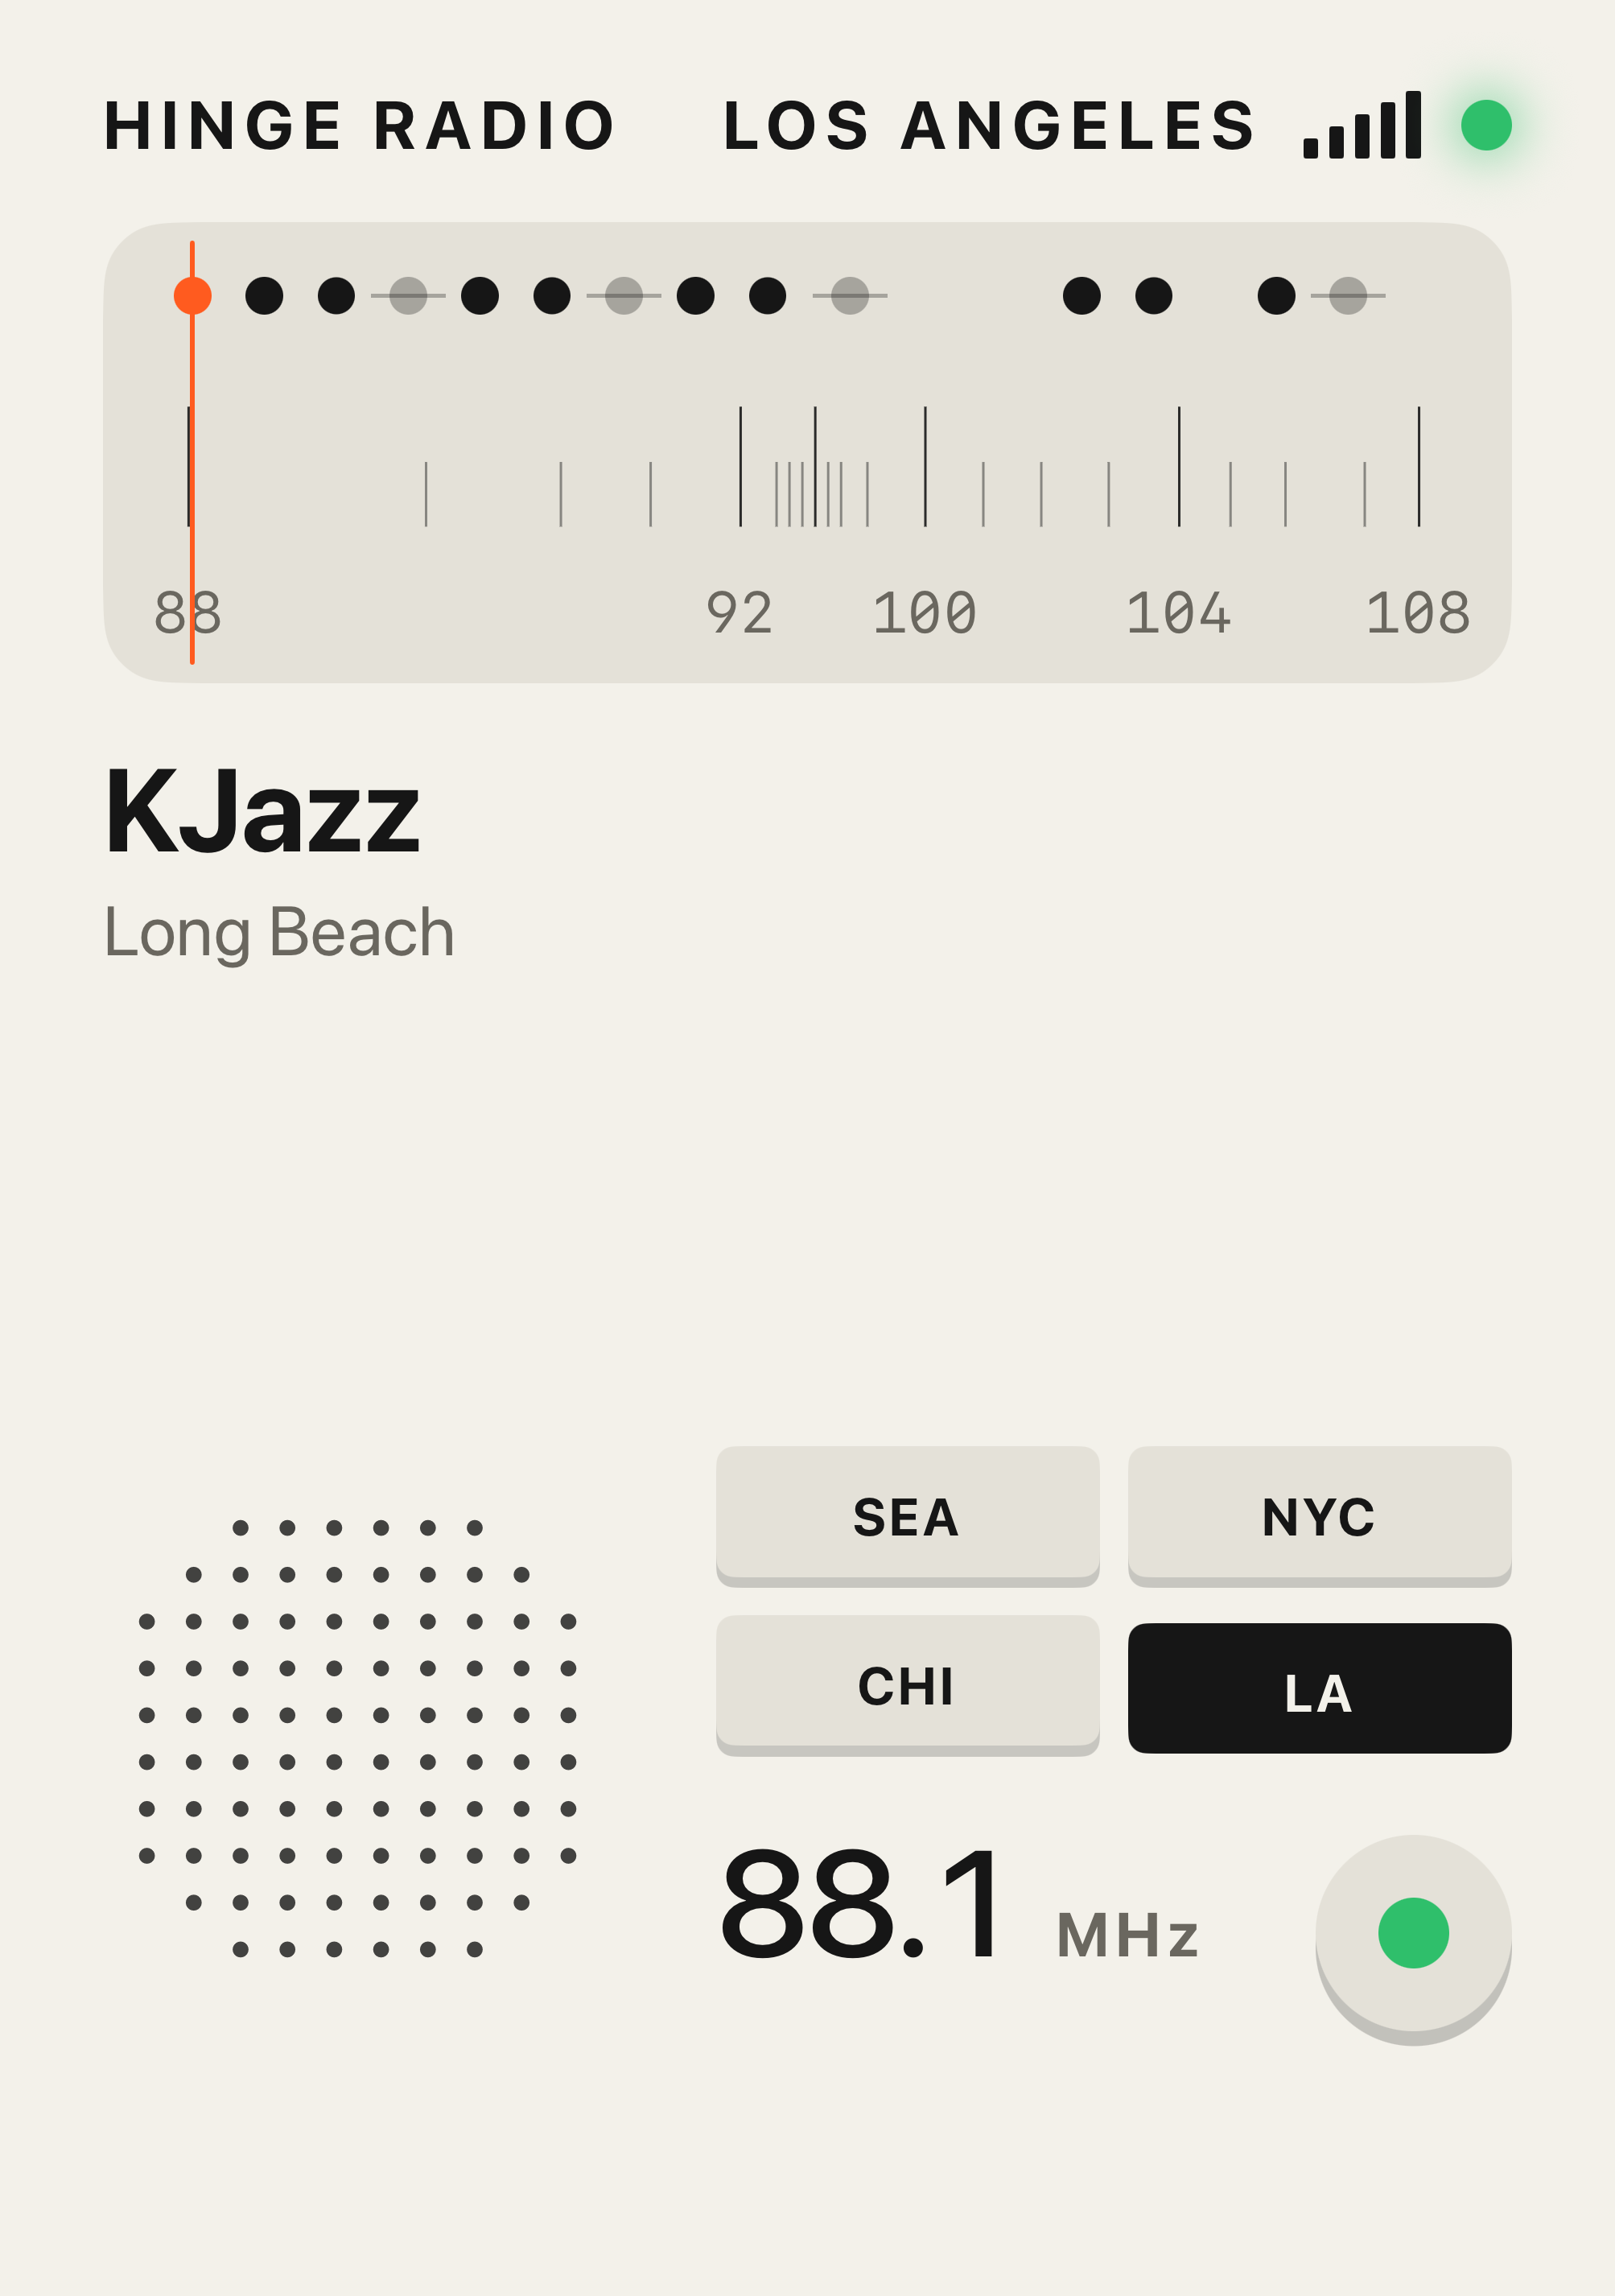 HINGE RADIO LOS ANGELES
88 92 100 104 108
KJazz
Long Beach
SEA NYC
CHI LA
88.1 MHz